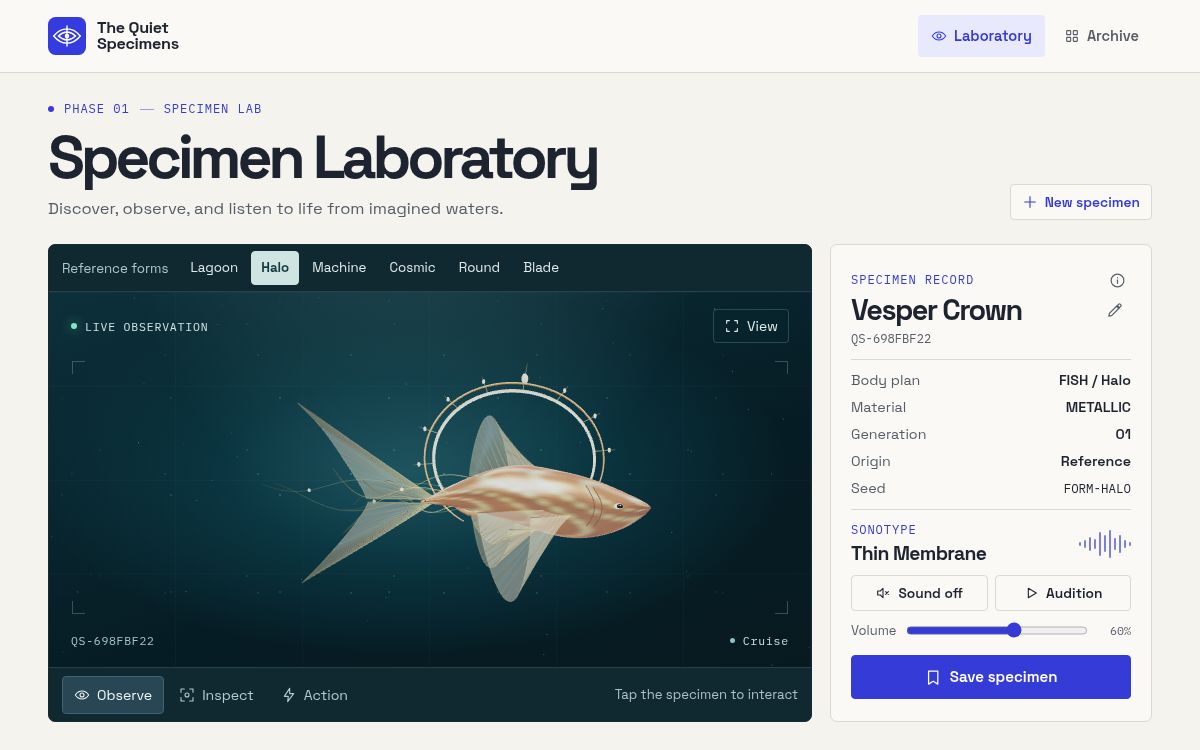 The Quiet
Specimens
Laboratory
Archive
PHASE 01 — SPECIMEN LAB
Specimen Laboratory
Discover, observe, and listen to life from imagined waters.
New specimen
Reference forms Lagoon Halo Machine Cosmic Round Blade
LIVE OBSERVATION
View
QS-698FBF22
Cruise
Observe Inspect Action
Tap the specimen to interact
SPECIMEN RECORD
Vesper Crown
QS-698FBF22
Body plan FISH / Halo
Material METALLIC
Generation 01
Origin Reference
Seed FORM-HALO
SONOTYPE
Thin Membrane
Sound off Audition
Volume 60%
Save specimen